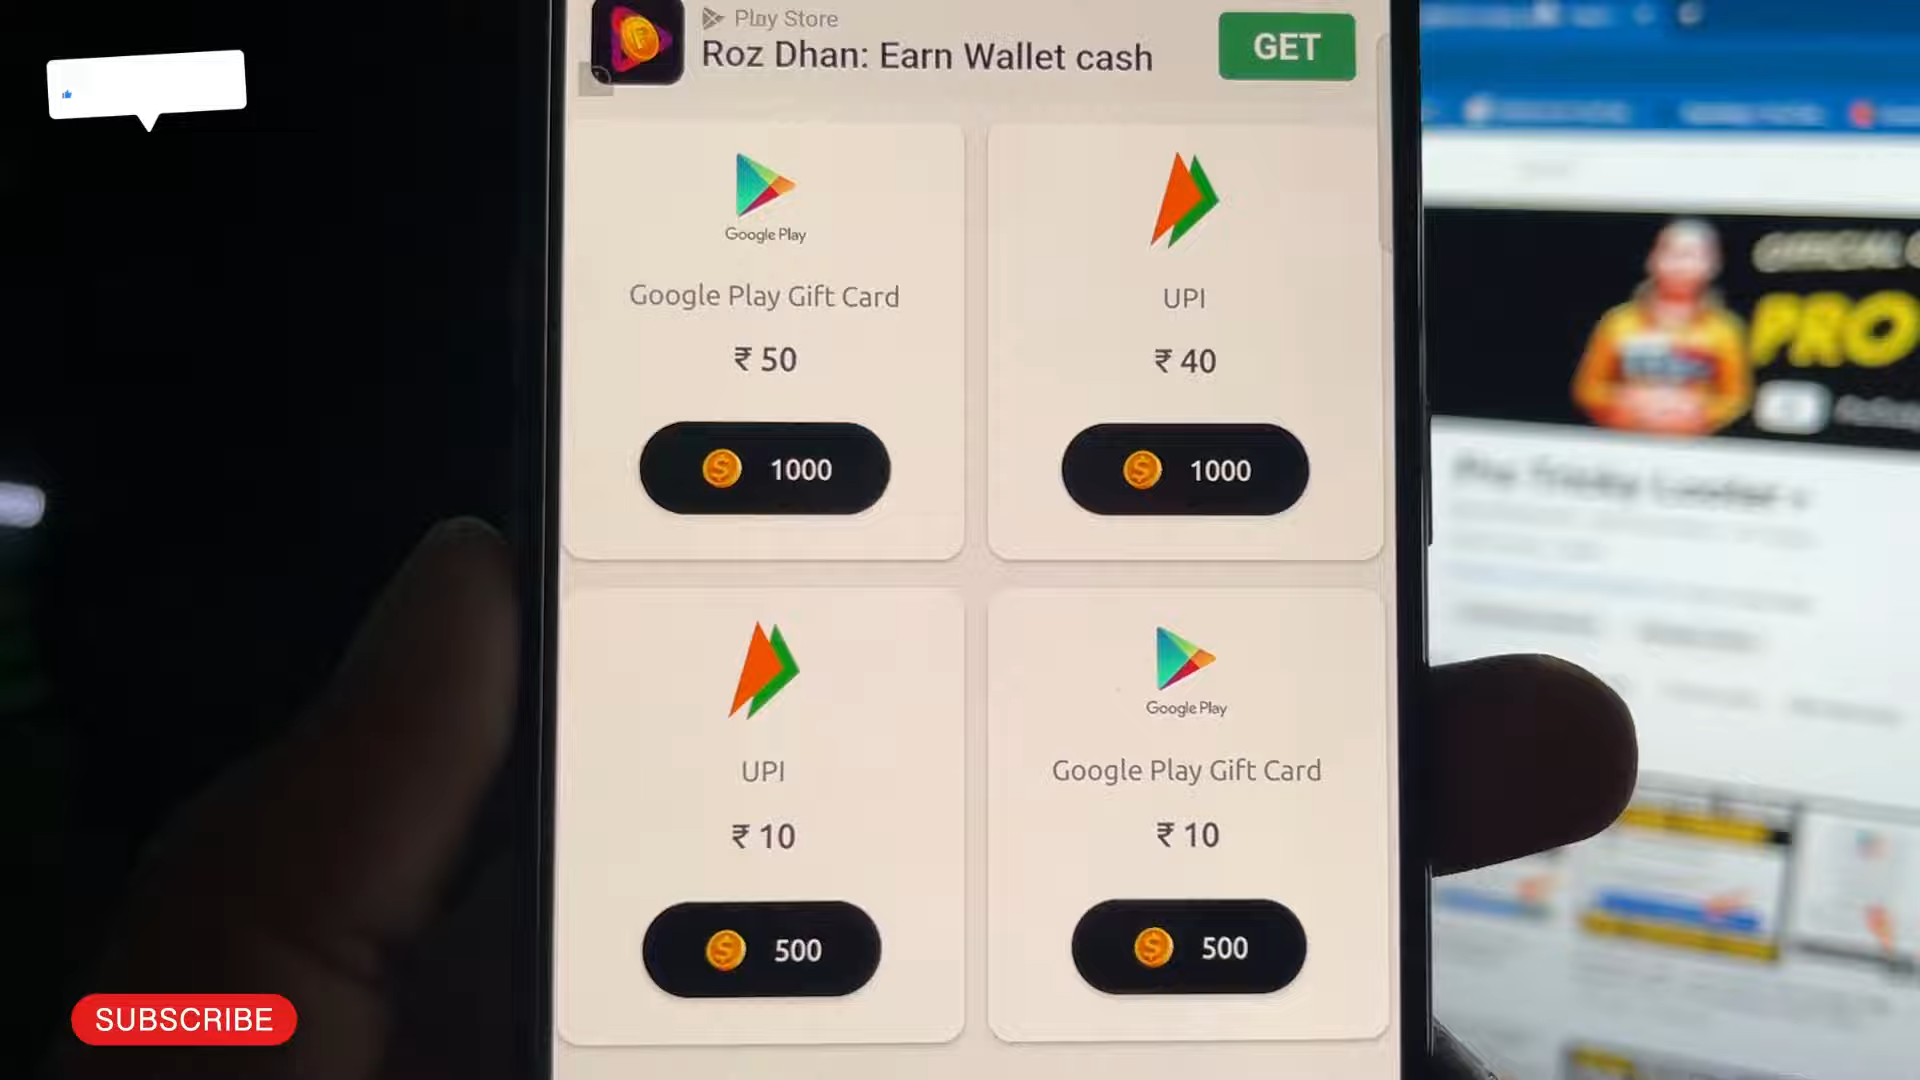 Play Store
Roz Dhan: Earn Wallet cash
GET
Google Play
Google Play Gift Card
₹ 50
1000
UPI
₹ 40
1000
UPI
₹ 10
500
Google Play
Google Play Gift Card
₹ 10
500
PRO
SUBSCRIBE